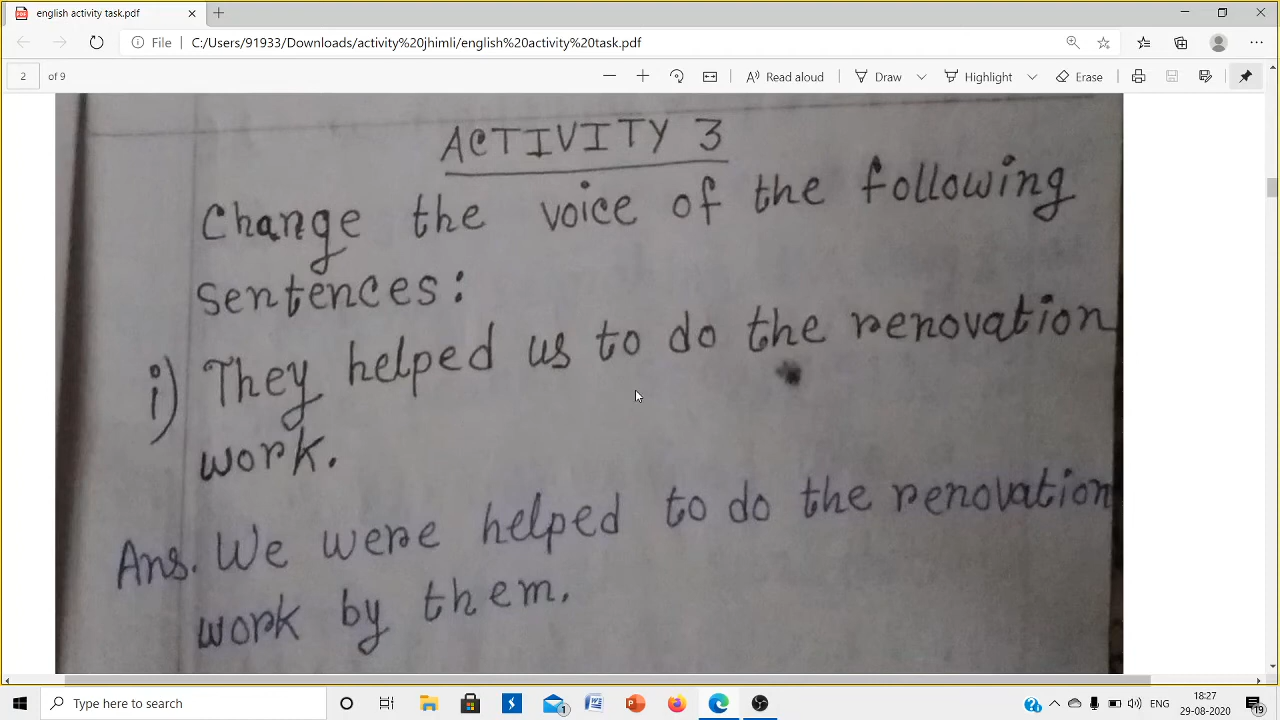 english activity task.pdf
File C:/Users/91933/Downloads/activity%20jhimli/english%20activity%20task.pdf
2 of 9 Read aloud Draw Highlight Erase
ACTIVITY 3
Change the voice of the following
sentences:
i) They helped us to do the renovation
work.
Ans. We were helped to do the renovation
work by them.
Type here to search
ENG
18:27
29-08-2020
19
1